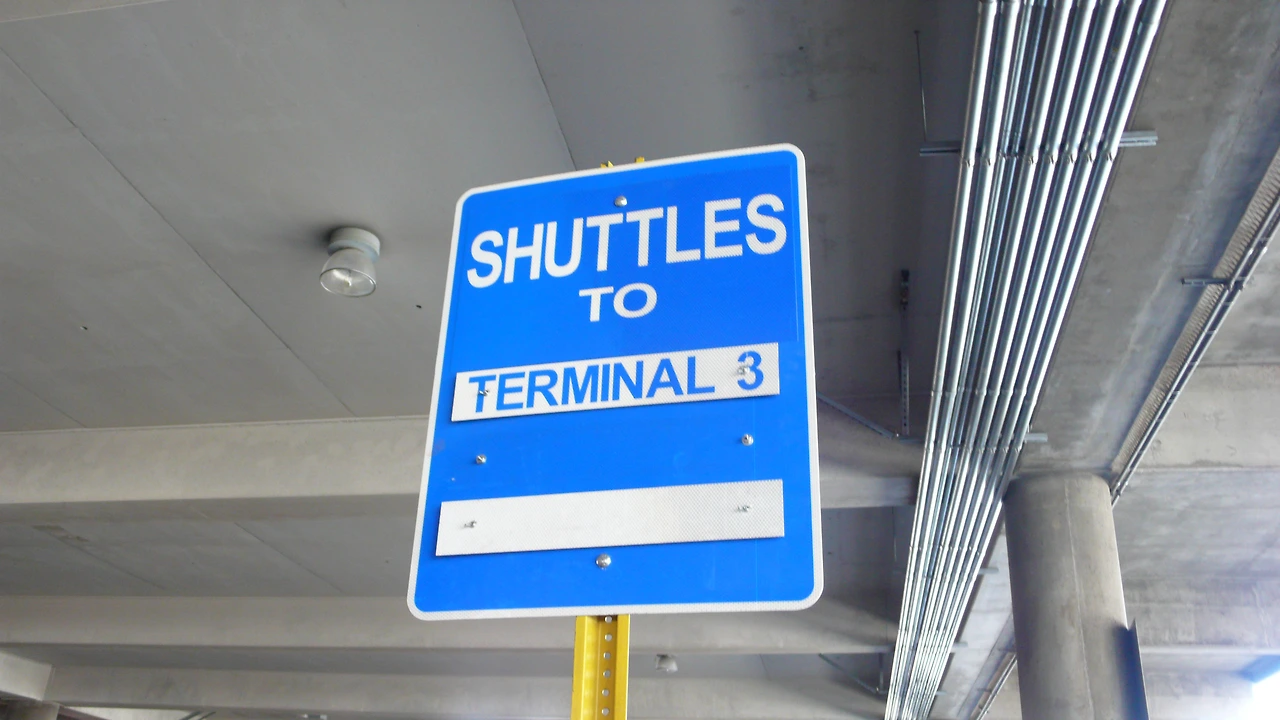 SHUTTLES
TO
TERMINAL 3